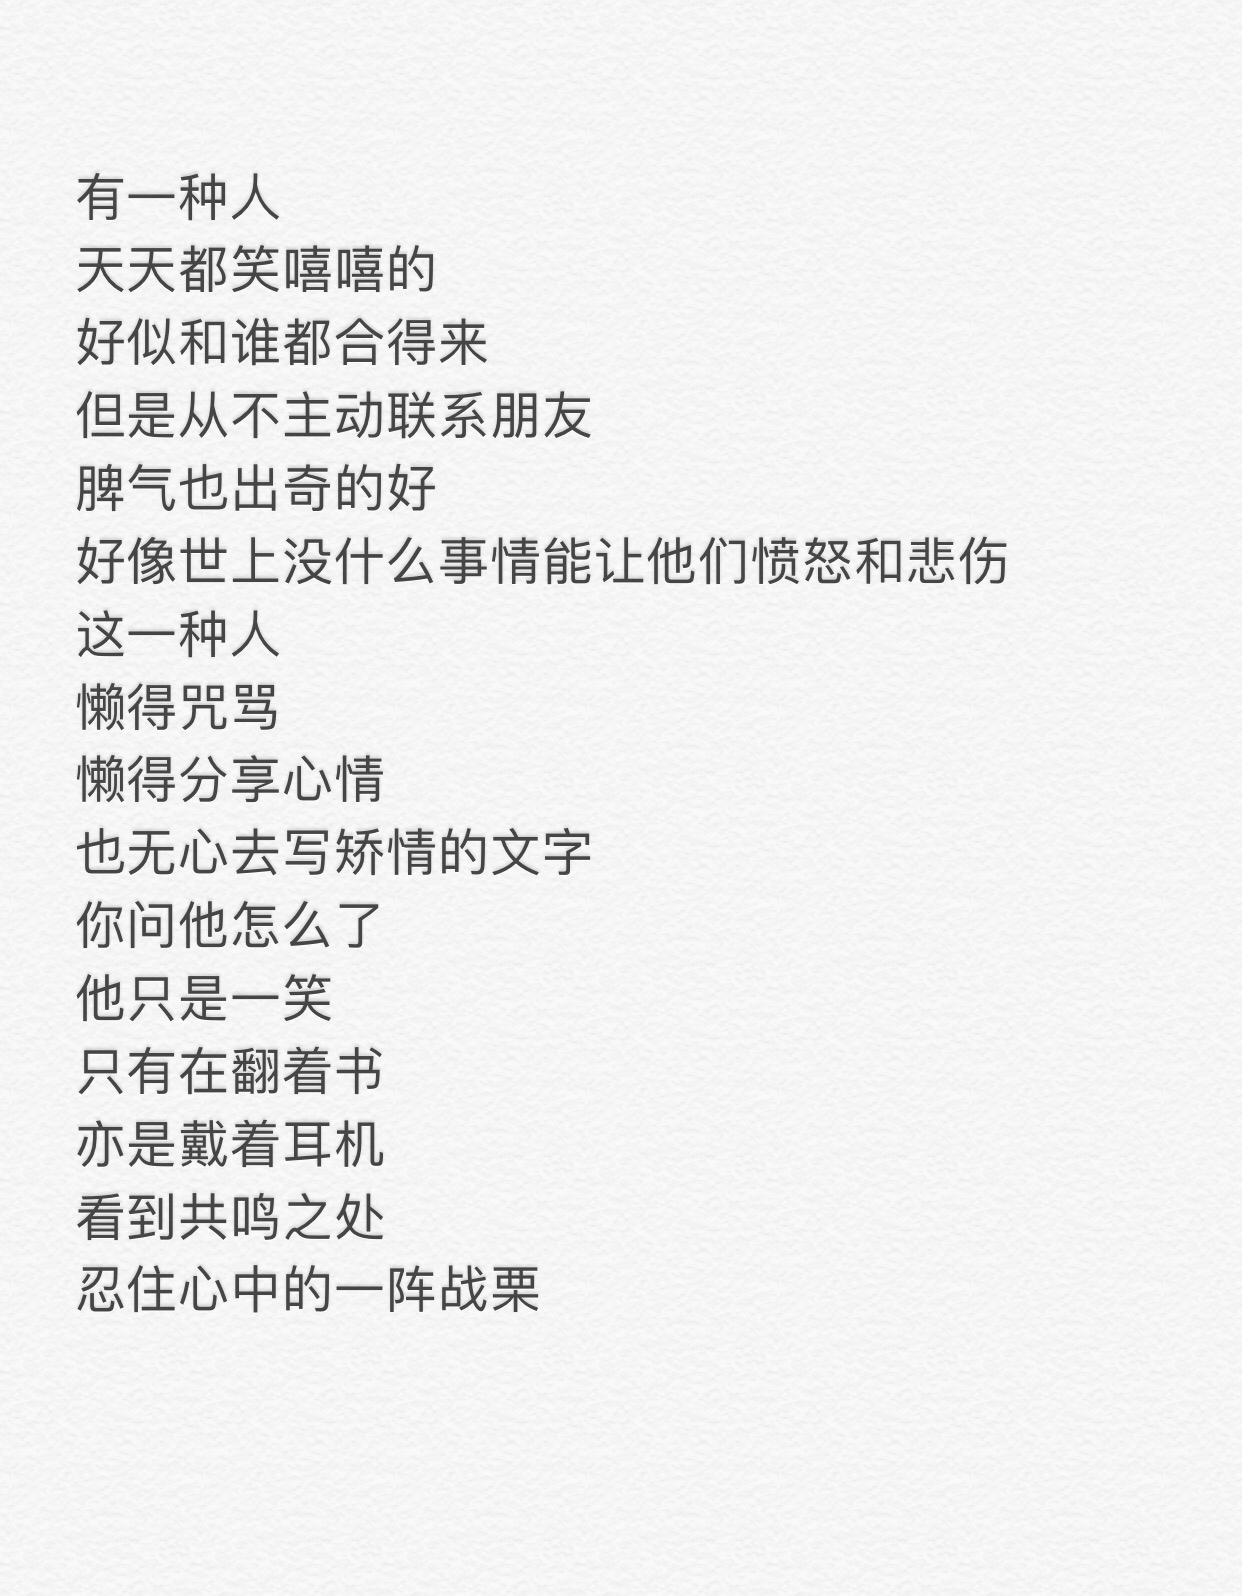 有一种人
天天都笑嘻嘻的
好似和谁都合得来
但是从不主动联系朋友
脾气也出奇的好
好像世上没什么事情能让他们愤怒和悲伤
这一种人
懒得咒骂
懒得分享心情
也无心去写矫情的文字
你问他怎么了
他只是一笑
只有在翻着书
亦是戴着耳机
看到共鸣之处
忍住心中的一阵战栗